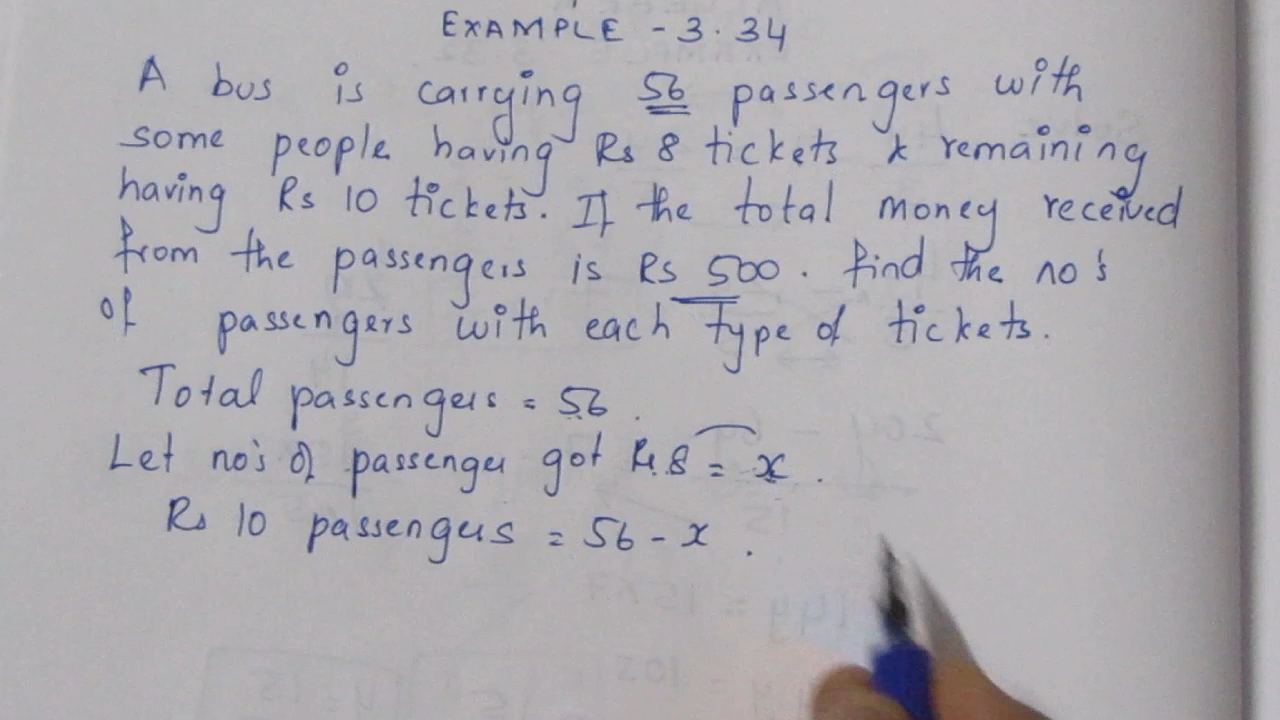 EXAMPLE - 3.34
A bus is carrying 56 passengers with
some people having Rs 8 tickets & remaining
having Rs 10 tickets. If the total money received
from the passengers is Rs 500. find the no's
of passengers with each type of tickets.
Total passengers = 56.
Let no's of passenger got Rs 8 = x.
Rs 10 passengers = 56 - x.